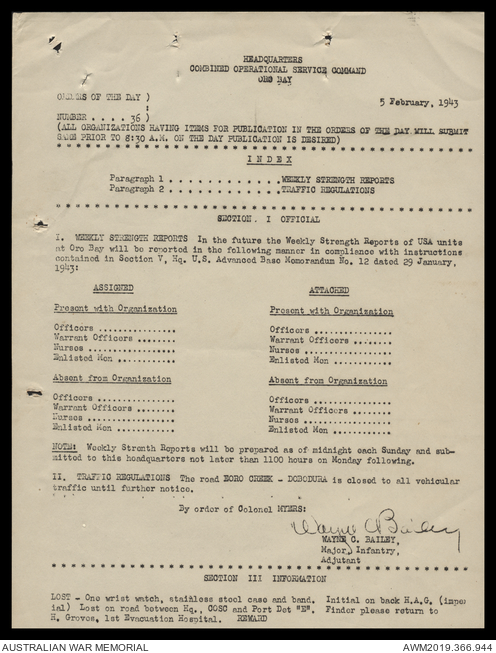 HEADQUARTERS
COMBINED OPERATIONAL SERVICE COMMAND
ORO BAY
ORDERS OF THE DAY )
:
5 February, 1943
NUMBER . . . . 36 )
(ALL ORGANIZATIONS HAVING ITEMS FOR PUBLICATION IN THE ORDERS OF THE DAY WILL SUBMIT
SAME PRIOR TO 8:30 A.M. ON THE DAY PUBLICATION IS DESIRED)
I N D E X
Paragraph 1 . . . . . . . . . . . . . WEEKLY STRENGTH REPORTS
Paragraph 2 . . . . . . . . . . . . . TRAFFIC REGULATIONS
SECTION. I OFFICIAL
I. WEEKLY STRENGTH REPORTS In the future the Weekly Strength Reports of USA units
at Oro Bay will be reported in the following manner in compliance with instructions
contained in Section V, Hq. U.S. Advanced Base Memorandum No. 12 dated 29 January,
1943:
ASSIGNED
Present with Organization
Officers ................
Warrant Officers ........
Nurses ..................
Enlisted Men ............
Absent from Organization
Officers ................
Warrant Officers ........
Nurses ..................
Enlisted Men ............
ATTACHED
Present with Organization
Officers ................
Warrant Officers ........
Nurses ..................
Enlisted Men ............
Absent from Organization
Officers ................
Warrant Officers ........
Nurses ..................
Enlisted Men ............
NOTE: Weekly Strenth Reports will be prepared as of midnight each Sunday and sub-
mitted to this headquarters not later than 1100 hours on Monday following.
II. TRAFFIC REGULATIONS The road EORO CREEK - DOBODURA is closed to all vehicular
traffic until further notice.
By order of Colonel MYERS:
Wayne C Bailey
WAYNE C. BAILEY,
Major, Infantry,
Adjutant
SECTION III INFORMATION
LOST - One wrist watch, stainless steel case and band. Initial on back H.A.G. (imper
ial) Lost on road between Hq., COSC and Port Det "E". Finder please return to
H. Groves, 1st Evacuation Hospital. REWARD
AUSTRALIAN WAR MEMORIAL
AWM2019.366.944